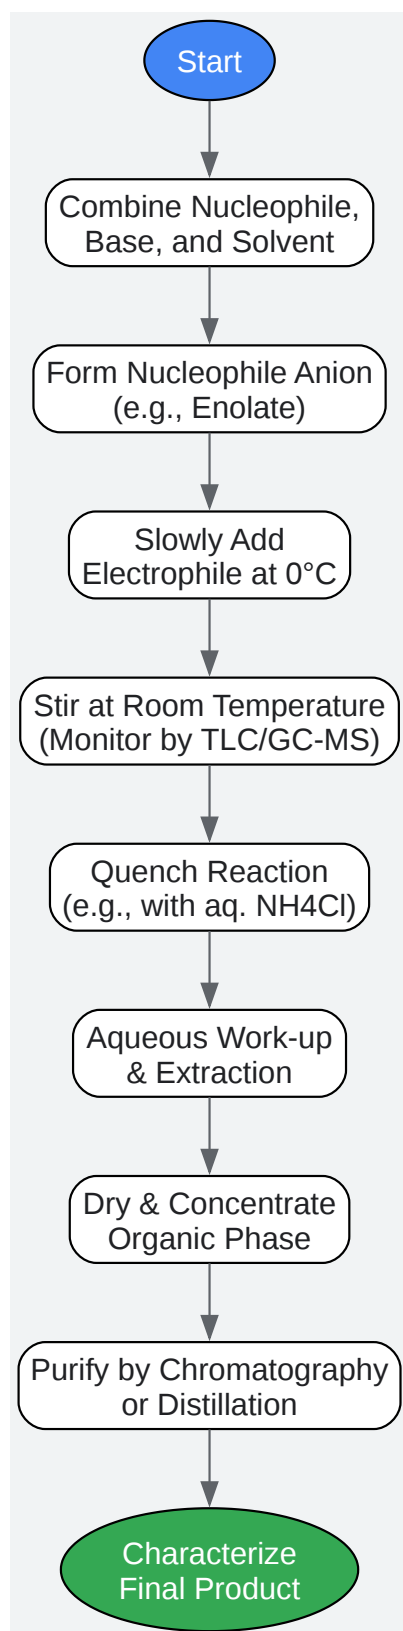 Start
Combine Nucleophile,
Base, and Solvent
Form Nucleophile Anion
(e.g., Enolate)
Slowly Add
Electrophile at 0°C
Stir at Room Temperature
(Monitor by TLC/GC-MS)
Quench Reaction
(e.g., with aq. NH4Cl)
Aqueous Work-up
& Extraction
Dry & Concentrate
Organic Phase
Purify by Chromatography
or Distillation
Characterize
Final Product